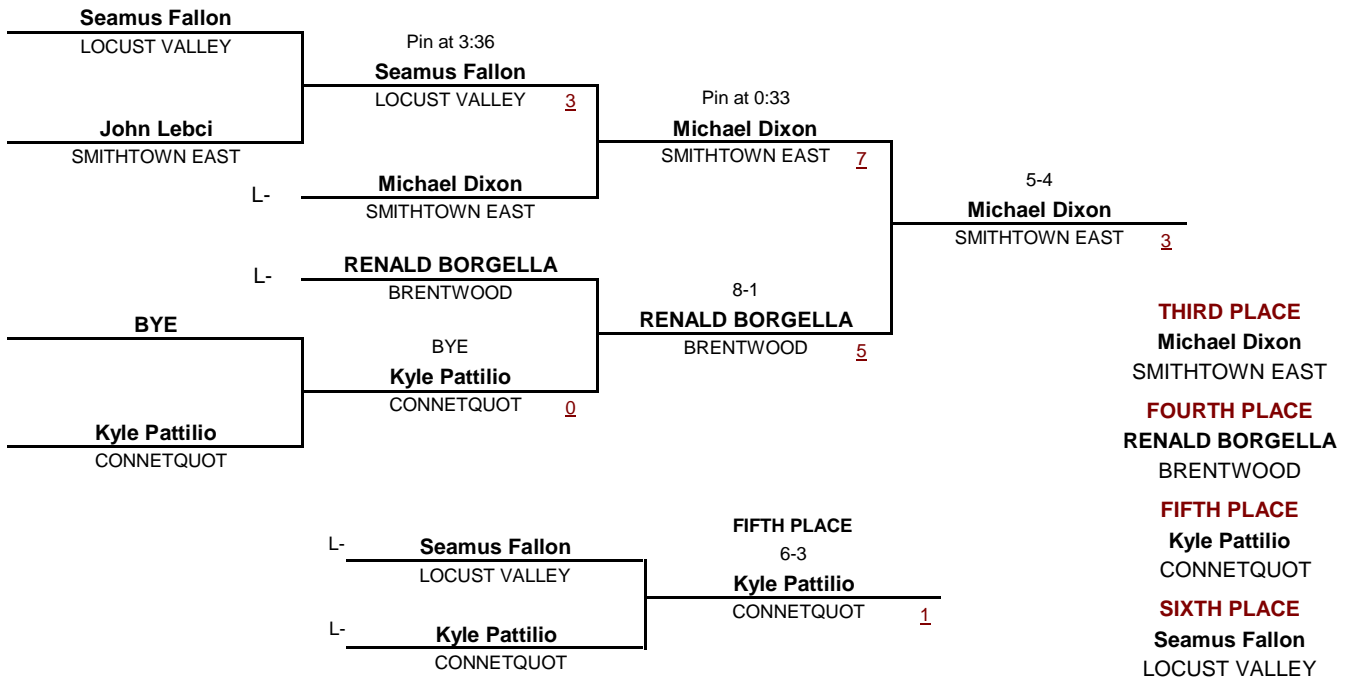 Seamus Fallon
LOCUST VALLEY
John Lebci
SMITHTOWN EAST
BYE
Kyle Pattilio
CONNETQUOT
Pin at 3:36
Seamus Fallon
LOCUST VALLEY 3
L- Michael Dixon
SMITHTOWN EAST
L- RENALD BORGELLA
BRENTWOOD
BYE
Kyle Pattilio
CONNETQUOT 0
Pin at 0:33
Michael Dixon
SMITHTOWN EAST 7
8-1
RENALD BORGELLA
BRENTWOOD 5
5-4
Michael Dixon
SMITHTOWN EAST 3
L- Seamus Fallon
LOCUST VALLEY
L- Kyle Pattilio
CONNETQUOT
FIFTH PLACE
6-3
Kyle Pattilio
CONNETQUOT 1
THIRD PLACE
Michael Dixon
SMITHTOWN EAST
FOURTH PLACE
RENALD BORGELLA
BRENTWOOD
FIFTH PLACE
Kyle Pattilio
CONNETQUOT
SIXTH PLACE
Seamus Fallon
LOCUST VALLEY